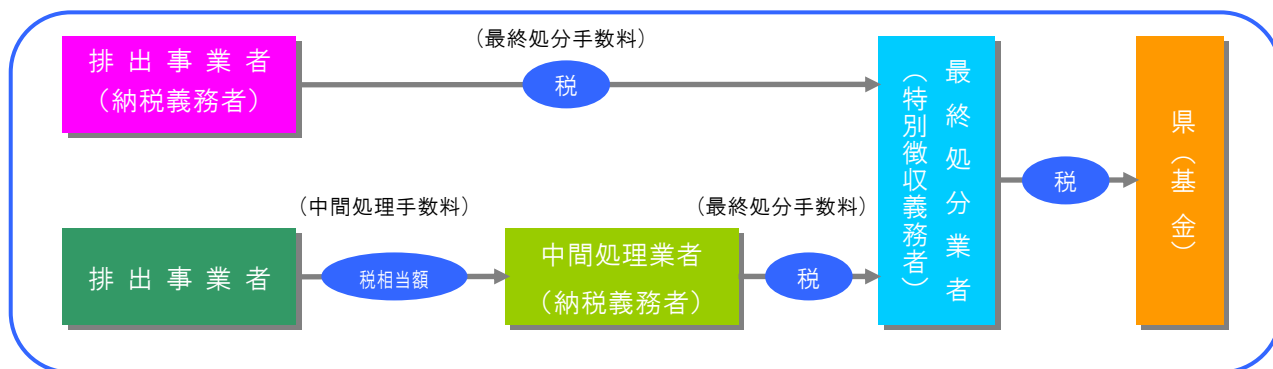 （最終処分手数料）
排出事業者
（納税義務者）
税
最終処分業者
（特別徴収義務者）
県（基金）
税
（中間処理手数料）
（最終処分手数料）
排出事業者
税相当額
中間処理業者
（納税義務者）
税